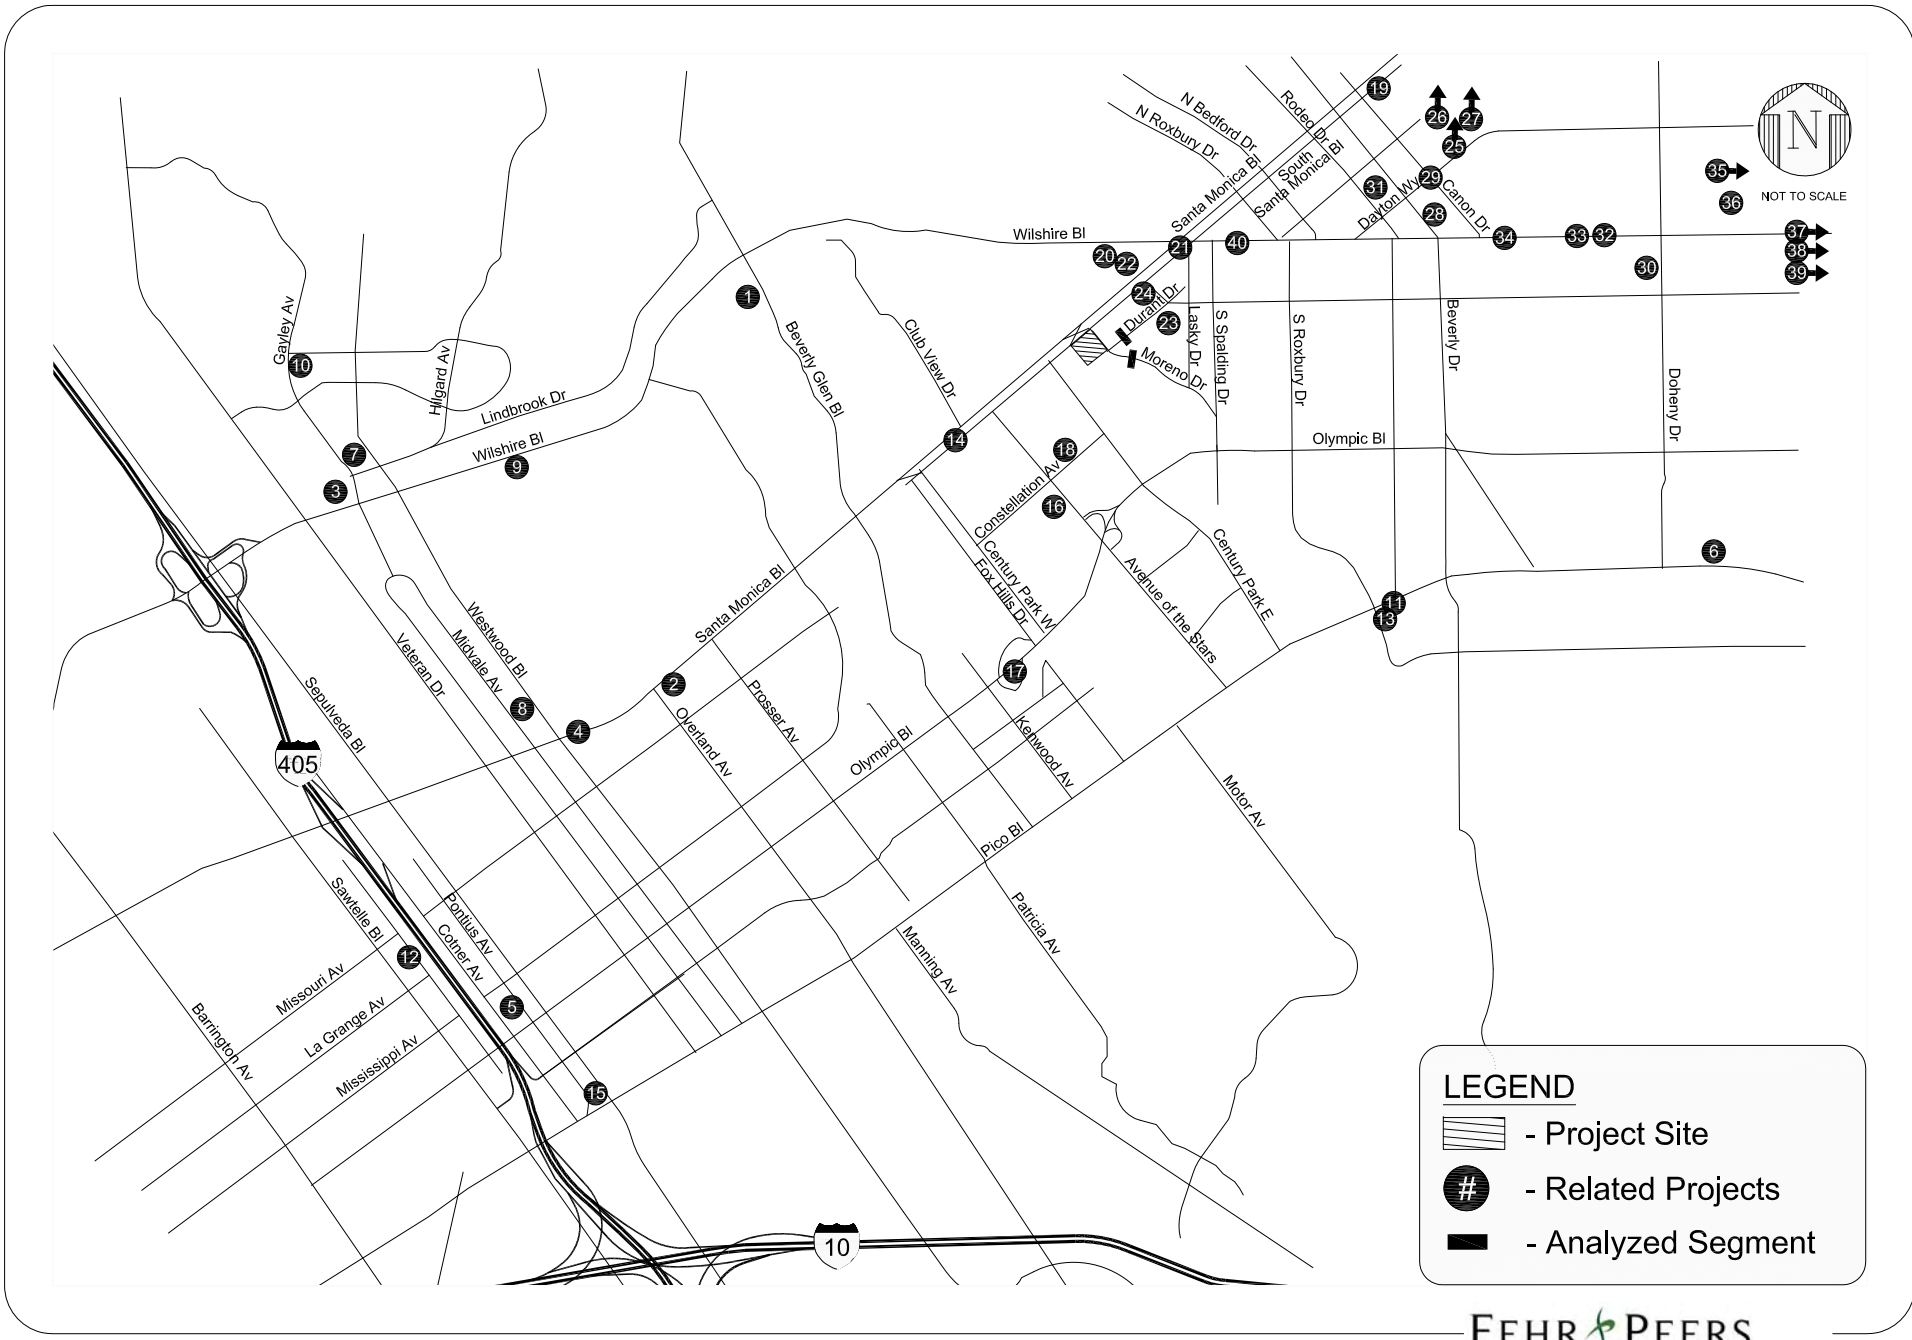 19
26
27
25
N Bedford Dr
N Roxbury Dr
Rodeo Dr
Santa Monica Bl
South
Santa Monica Bl
31
29
Dayton Wy
Canon Dr
28
35
36
N
NOT TO SCALE
Wilshire Bl
20
22
21
40
34
33
32
37
38
39
30
1
24
Durant Dr
23
Lasky Dr
S Spalding Dr
S Roxbury Dr
Beverly Dr
Moreno Dr
Doheny Dr
Gayley Av
10
Hilgard Av
Lindbrook Dr
Wilshire Bl
Beverly Glen Bl
Club View Dr
7
9
3
14
18
Olympic Bl
Constellation Av
16
Century Park W
Fox Hills Dr
Avenue of the Stars
Century Park E
6
11
13
Santa Monica Bl
Westwood Bl
Midvale Av
Veteran Dr
2
17
8
4
Sepulveda Bl
Overland Av
Prosser Av
Olympic Bl
Kenwood Av
Motor Av
405
Pico Bl
Sawtelle Bl
Pontius Av
Cotner Av
12
Patricia Av
Manning Av
Missouri Av
La Grange Av
Mississippi Av
Barrington Av
5
15
10
LEGEND
- Project Site
# - Related Projects
- Analyzed Segment
FEHR PEERS